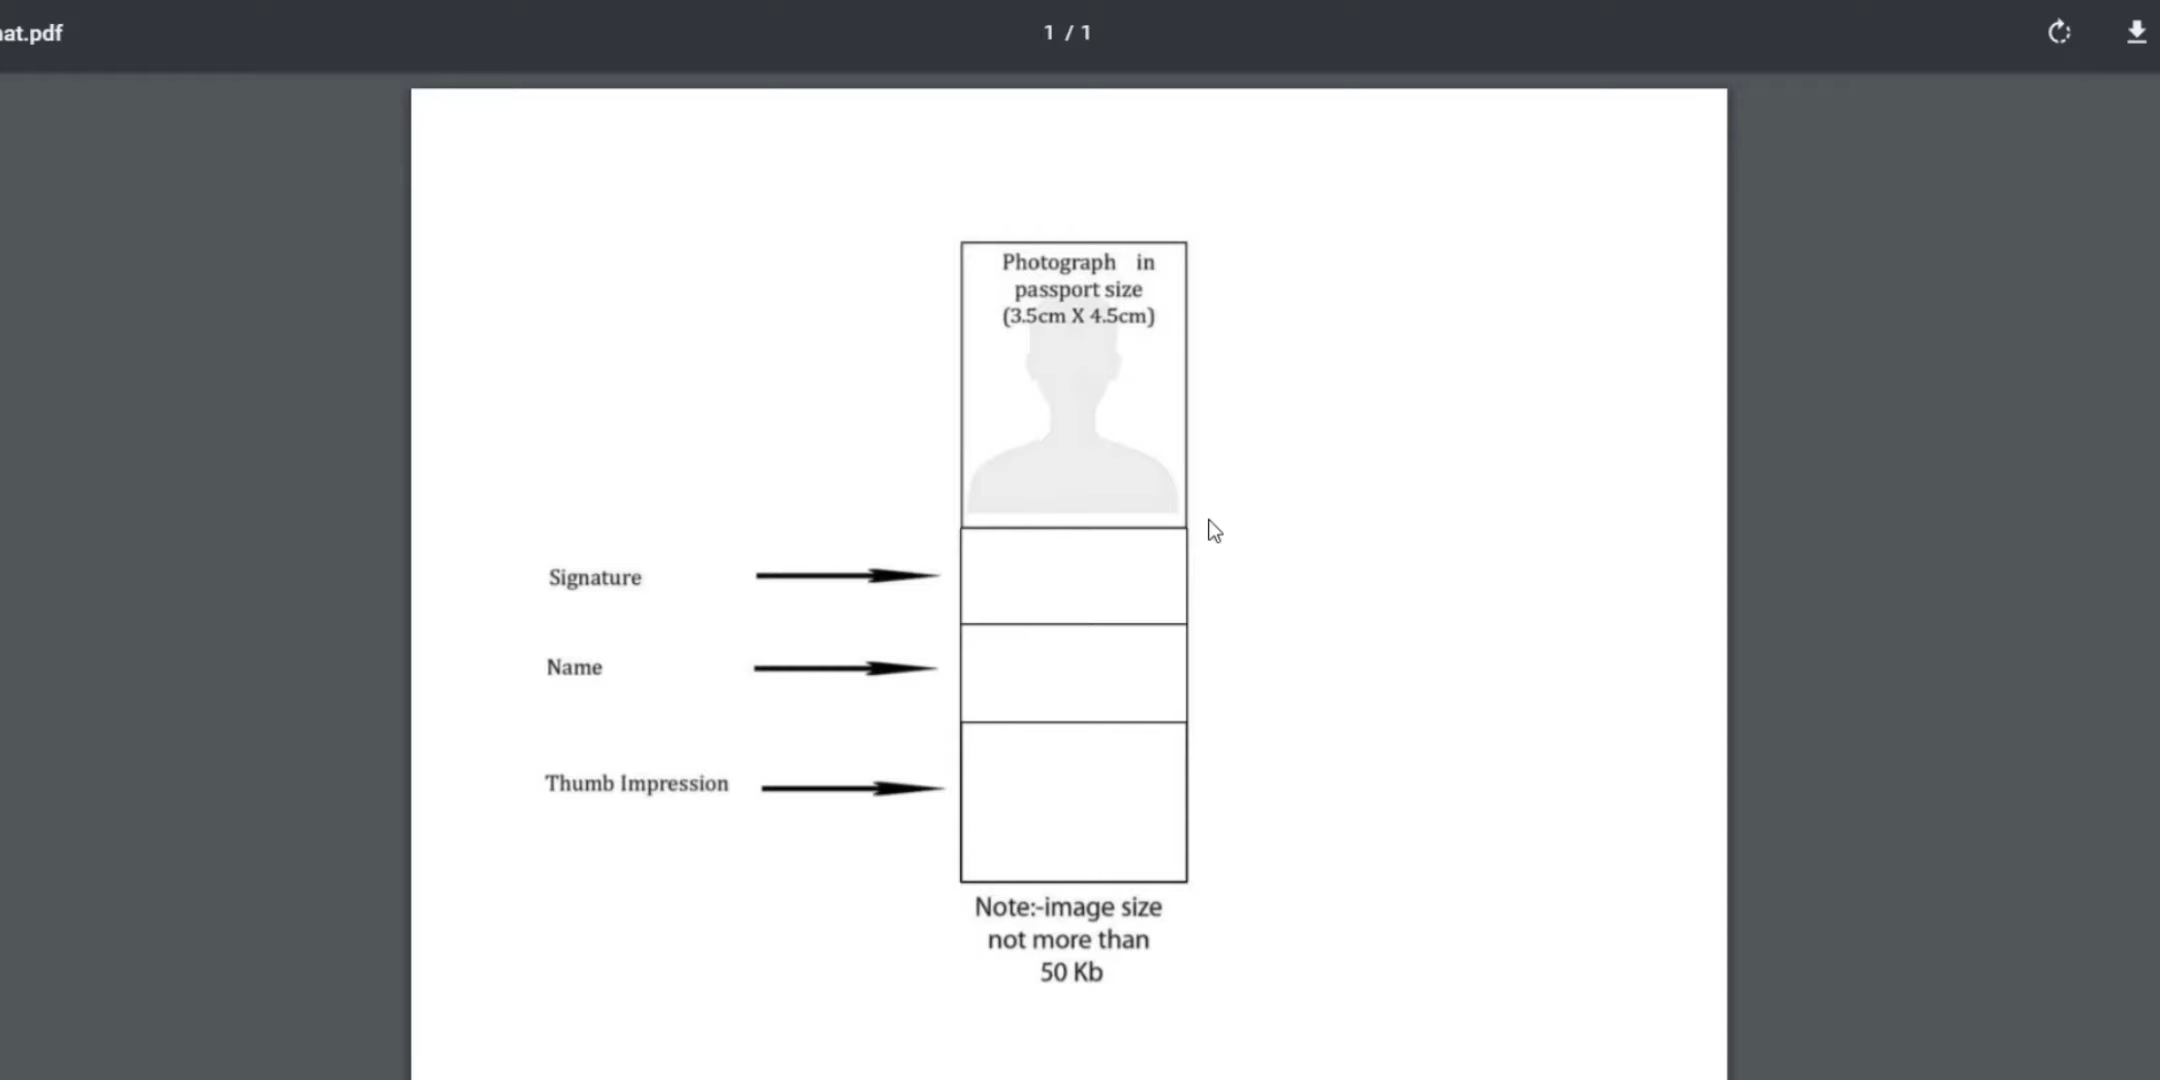 at.pdf
1 / 1
Photograph in
passport size
(3.5cm X 4.5cm)
Signature
Name
Thumb Impression
Note:-image size
not more than
50 Kb